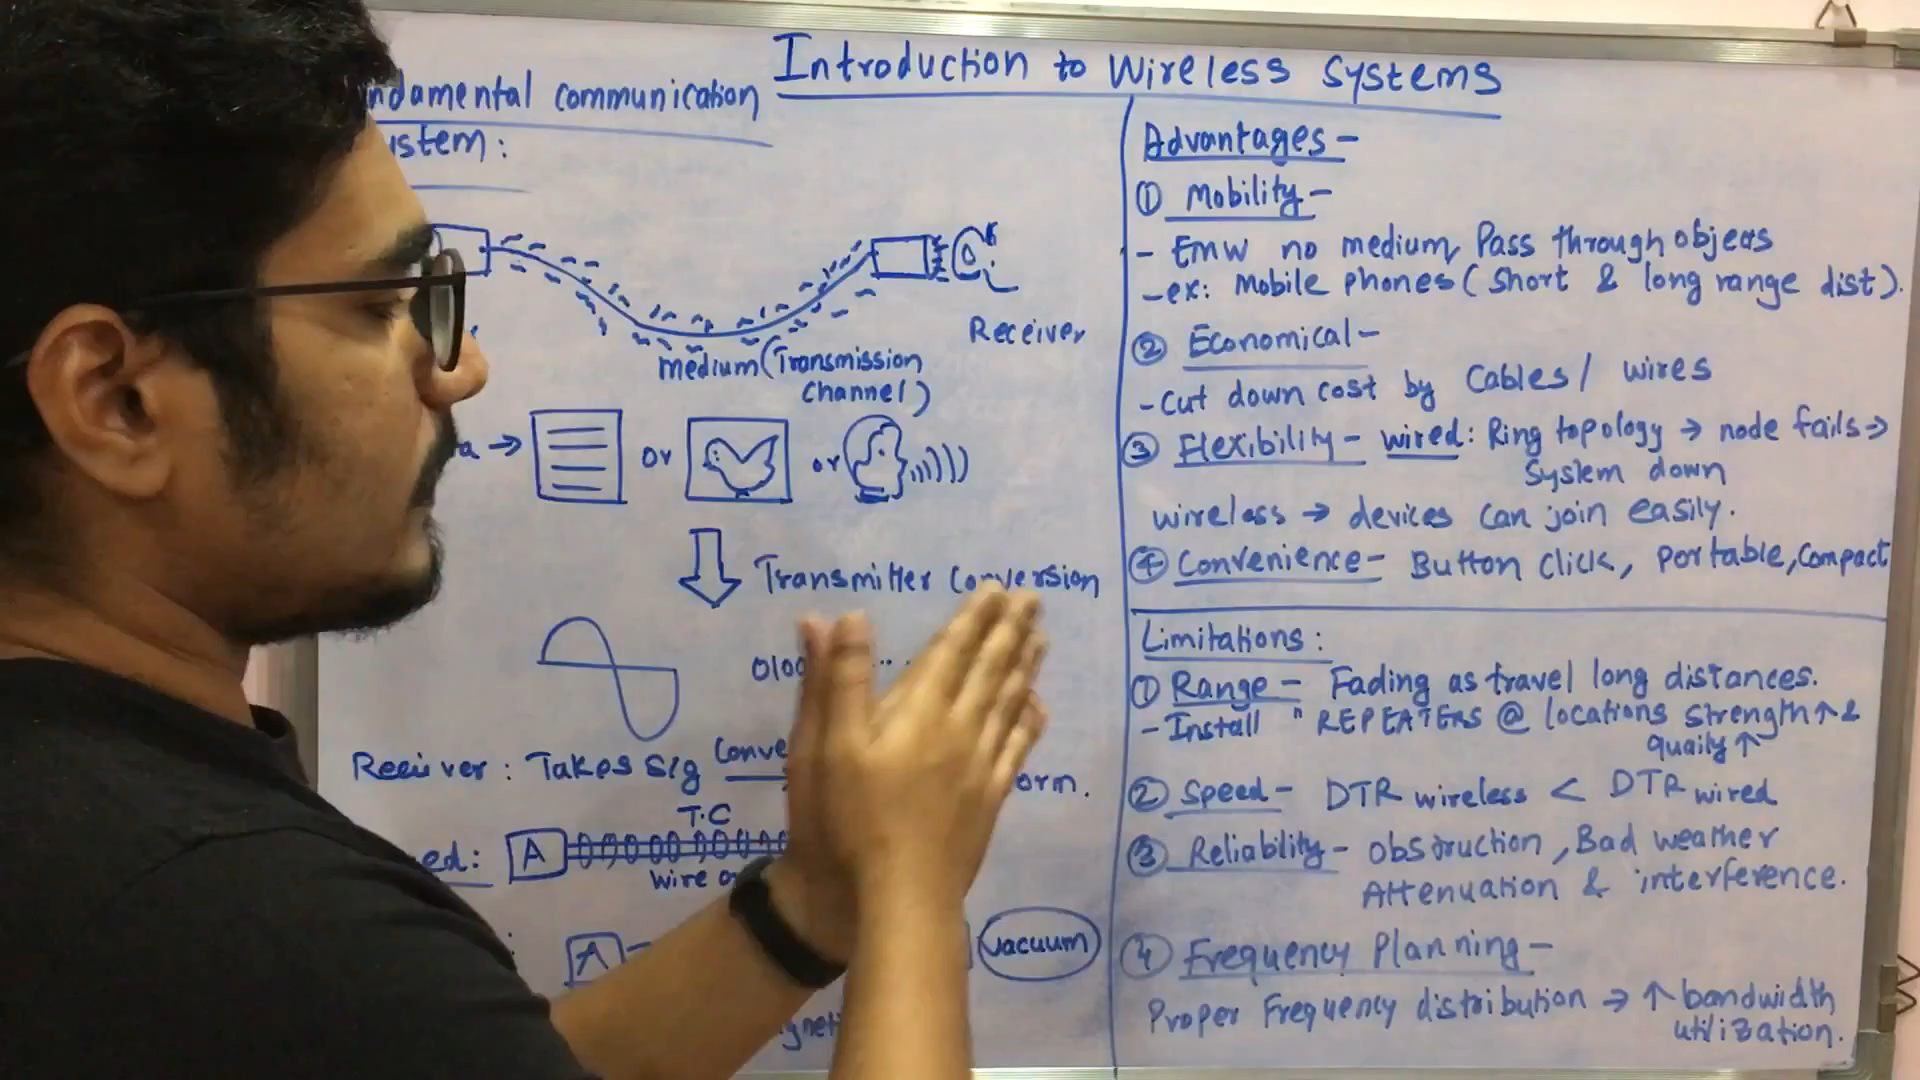 Introduction to Wireless Systems
ndamental communication
ystem:
Receiver
medium (Transmission
Channel)
a →
or
or
Transmitter Conversion
0100
Receiver: Takes sig Conve
orm.
T.C
ed: A
wire o
A
vacuum
gneti
Advantages -
① Mobility -
- EMW no medium, Pass through objects
- ex: Mobile phones (Short & long range dist).
② Economical -
- Cut down cost by Cables / wires
③ Flexibility - wired: Ring topology → node fails →
System down
wireless → devices can join easily.
④ Convenience - Button click, portable, Compact
Limitations:
① Range - Fading as travel long distances.
- Install " REPEATERS @ locations strength ↑ &
quaily ↑
② Speed - DTR wireless < DTR wired
③ Reliability - Obstruction, Bad weather
Attenuation & interference.
④ Frequency Planning -
Proper Frequency distribution → ↑ bandwidth
utilization.